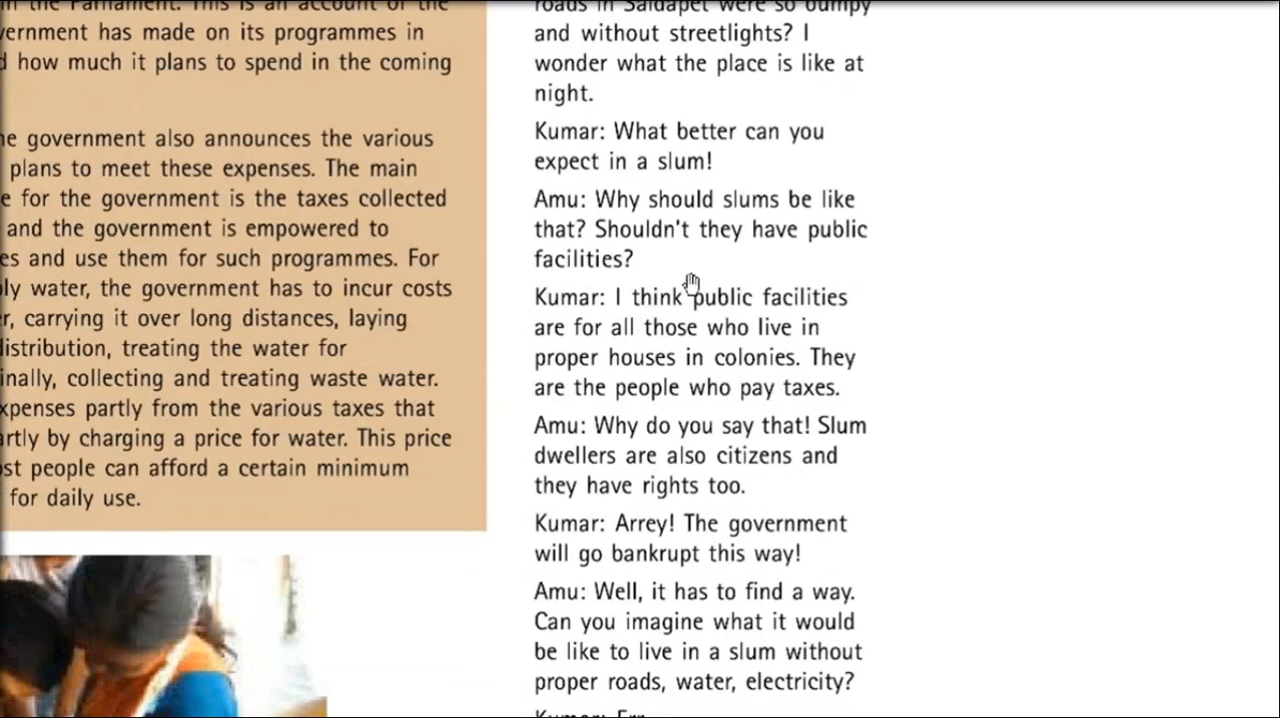 in the Parliament. This is an account of the
vernment has made on its programmes in
d how much it plans to spend in the coming
he government also announces the various
plans to meet these expenses. The main
e for the government is the taxes collected
and the government is empowered to
es and use them for such programmes. For
ly water, the government has to incur costs
r, carrying it over long distances, laying
distribution, treating the water for
inally, collecting and treating waste water.
xpenses partly from the various taxes that
artly by charging a price for water. This price
ost people can afford a certain minimum
for daily use.
roads in Saidapet were so bumpy
and without streetlights? I
wonder what the place is like at
night.
Kumar: What better can you
expect in a slum!
Amu: Why should slums be like
that? Shouldn't they have public
facilities?
Kumar: I think public facilities
are for all those who live in
proper houses in colonies. They
are the people who pay taxes.
Amu: Why do you say that! Slum
dwellers are also citizens and
they have rights too.
Kumar: Arrey! The government
will go bankrupt this way!
Amu: Well, it has to find a way.
Can you imagine what it would
be like to live in a slum without
proper roads, water, electricity?
Kumar: Err